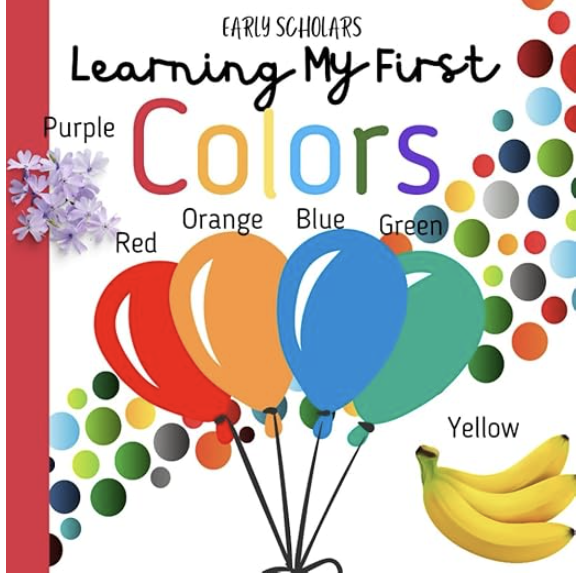 EARLY SCHOLARS
Learning My First
Colors
Purple
Red
Orange
Blue
Green
Yellow